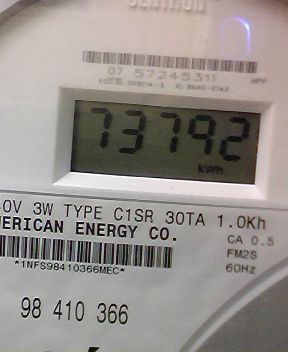 07 57245311
73792
kWh
0V 3W TYPE C1SR 30TA 1.0Kh
ERICAN ENERGY CO.
CA 0.5
FM2S
*1NFS98410366MEC*
60Hz
98 410 366